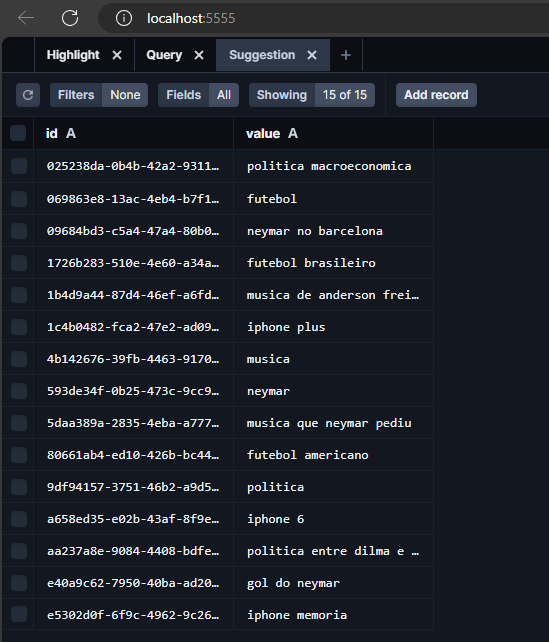 localhost:5555
Highlight Query Suggestion
Filters None Fields All Showing 15 of 15 Add record
id A value A
025238da-0b4b-42a2-9311… politica macroeconomica
069863e8-13ac-4eb4-b7f1… futebol
09684bd3-c5a4-47a4-80b0… neymar no barcelona
1726b283-510e-4e60-a34a… futebol brasileiro
1b4d9a44-87d4-46ef-a6fd… musica de anderson frei…
1c4b0482-fca2-47e2-ad09… iphone plus
4b142676-39fb-4463-9170… musica
593de34f-0b25-473c-9cc9… neymar
5daa389a-2835-4eba-a777… musica que neymar pediu
80661ab4-ed10-426b-bc44… futebol americano
9df94157-3751-46b2-a9d5… politica
a658ed35-e02b-43af-8f9e… iphone 6
aa237a8e-9084-4408-bdfe… politica entre dilma e …
e40a9c62-7950-40ba-ad20… gol do neymar
e5302d0f-6f9c-4962-9c26… iphone memoria